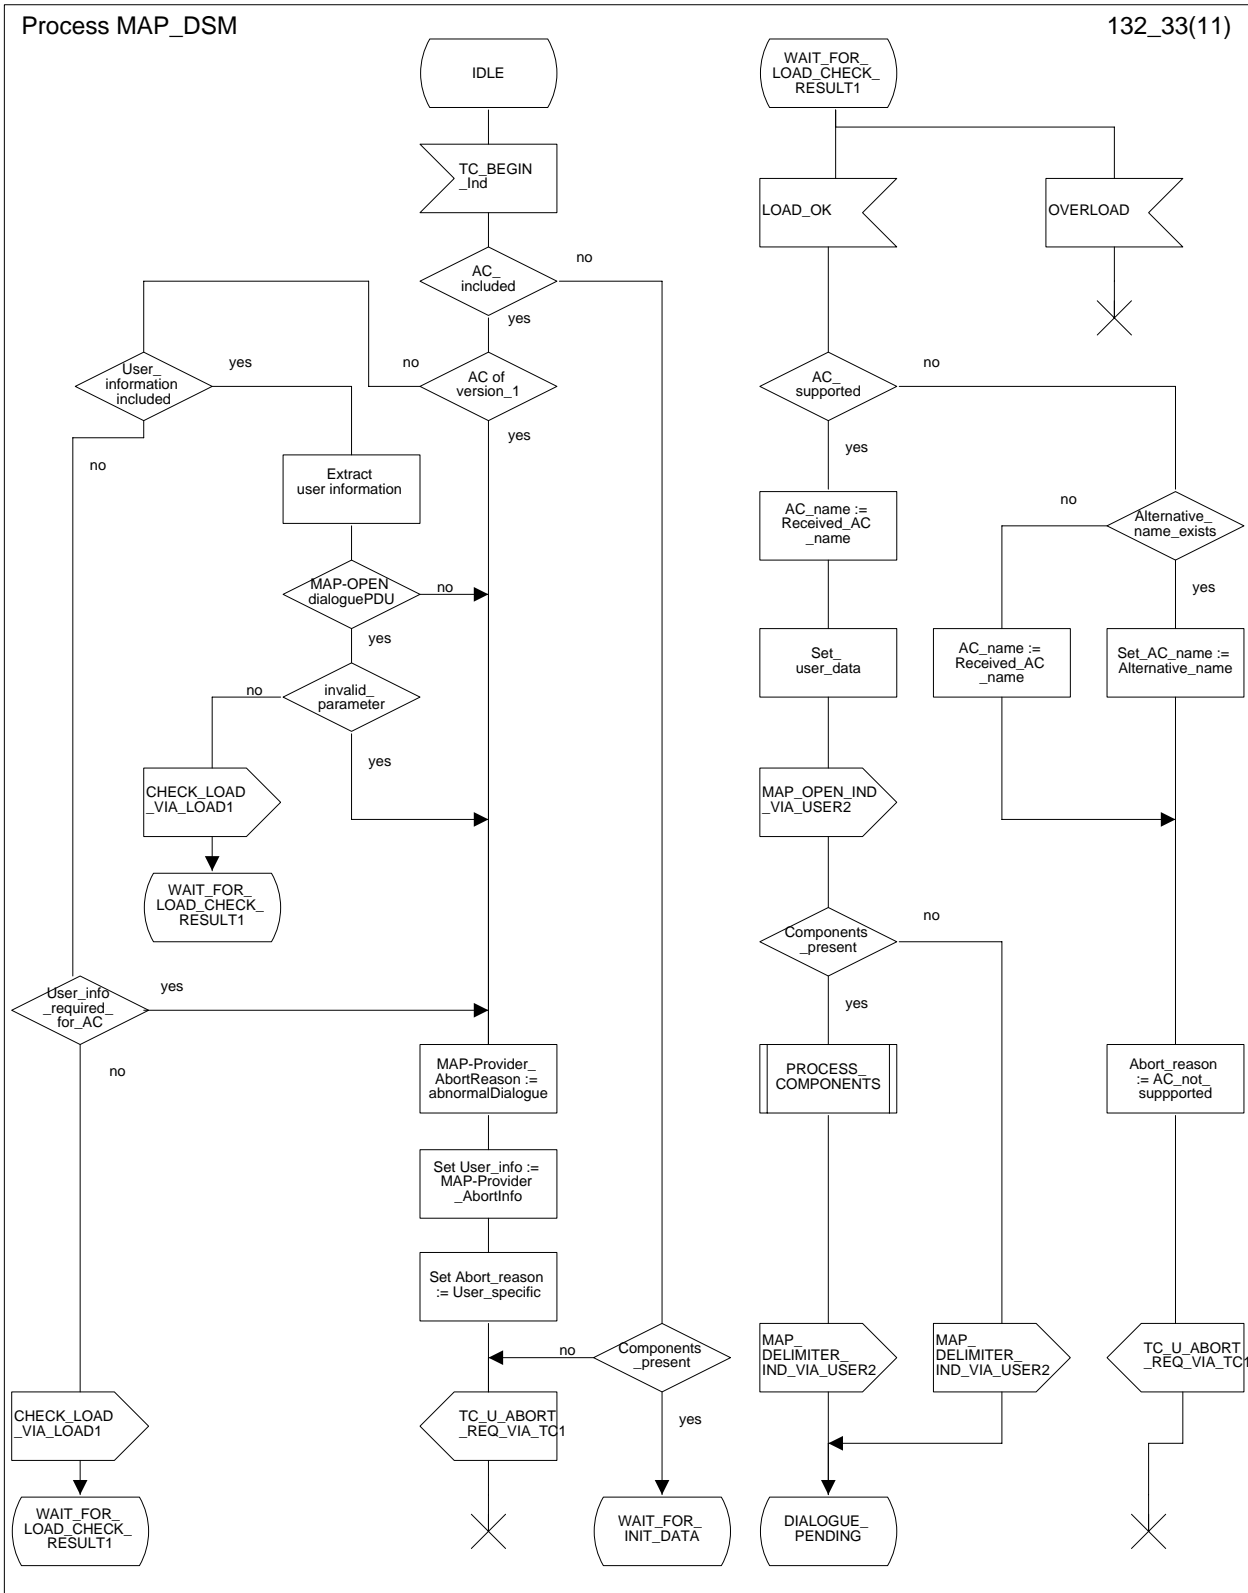 Process MAP_DSM
132_33(11)
IDLE
TC_BEGIN
_Ind
AC_
included
no
yes
AC of
version_1
no
yes
User_
information
included
yes
no
Extract
user information
MAP-OPEN
dialoguePDU
no
yes
invalid_
parameter
no
yes
CHECK_LOAD
_VIA_LOAD1
WAIT_FOR_
LOAD_CHECK_
RESULT1
User_info
_required_
for_AC
yes
no
MAP-Provider_
AbortReason :=
abnormalDialogue
Set User_info :=
MAP-Provider
_AbortInfo
Set Abort_reason
:= User_specific
Components
_present
no
yes
CHECK_LOAD
_VIA_LOAD1
TC_U_ABORT
_REQ_VIA_TC1
WAIT_FOR_
LOAD_CHECK_
RESULT1
WAIT_FOR_
INIT_DATA
WAIT_FOR_
LOAD_CHECK_
RESULT1
LOAD_OK
OVERLOAD
AC_
supported
no
yes
AC_name :=
Received_AC
_name
Alternative_
name_exists
no
yes
Set_
user_data
AC_name :=
Received_AC
_name
Set_AC_name :=
Alternative_name
MAP_OPEN_IND
_VIA_USER2
Components
_present
no
yes
PROCESS_
COMPONENTS
Abort_reason
:= AC_not_
suppported
MAP_
DELIMITER_
IND_VIA_USER2
MAP_
DELIMITER_
IND_VIA_USER2
TC_U_ABORT
_REQ_VIA_TC1
DIALOGUE_
PENDING